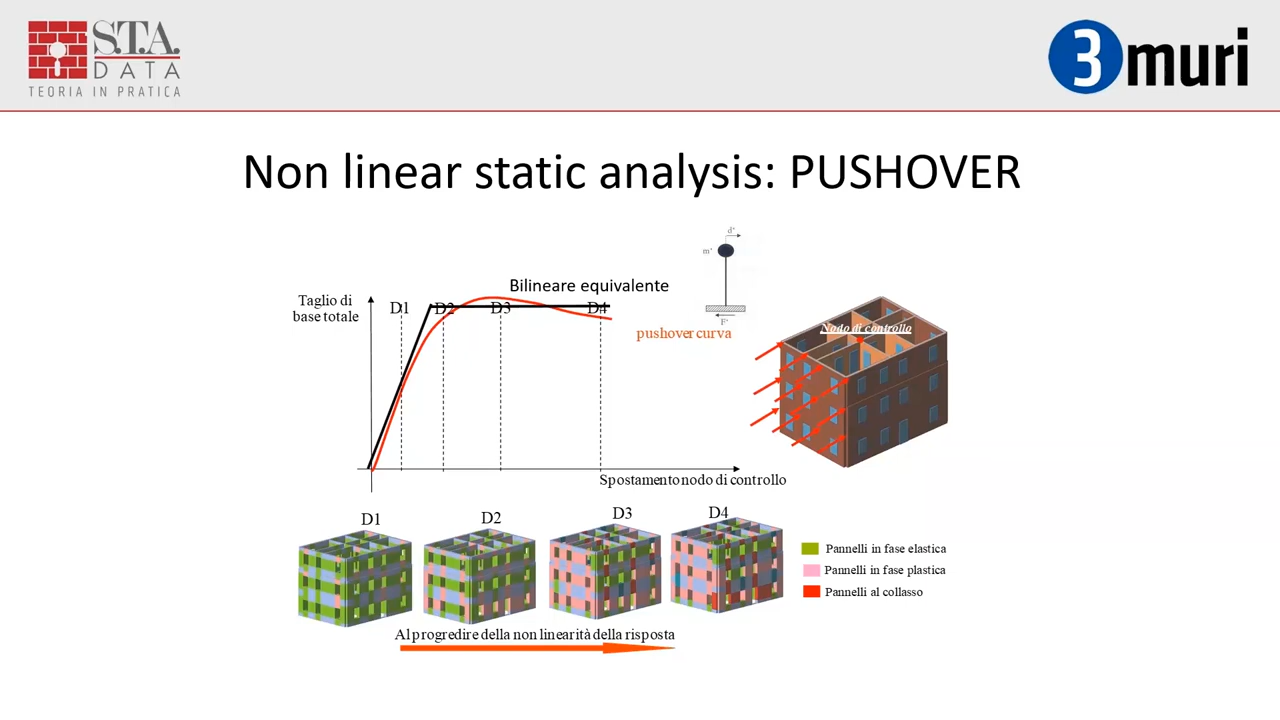 S.T.A.
DATA
TEORIA IN PRATICA
3muri
Non linear static analysis: PUSHOVER
d*
m*
F*
Bilineare equivalente
Taglio di
base totale
D1
D2
D3
D4
pushover curva
Nodo di controllo
Spostamento nodo di controllo
D1
D2
D3
D4
Pannelli in fase elastica
Pannelli in fase plastica
Pannelli al collasso
Al progredire della non linearità della risposta